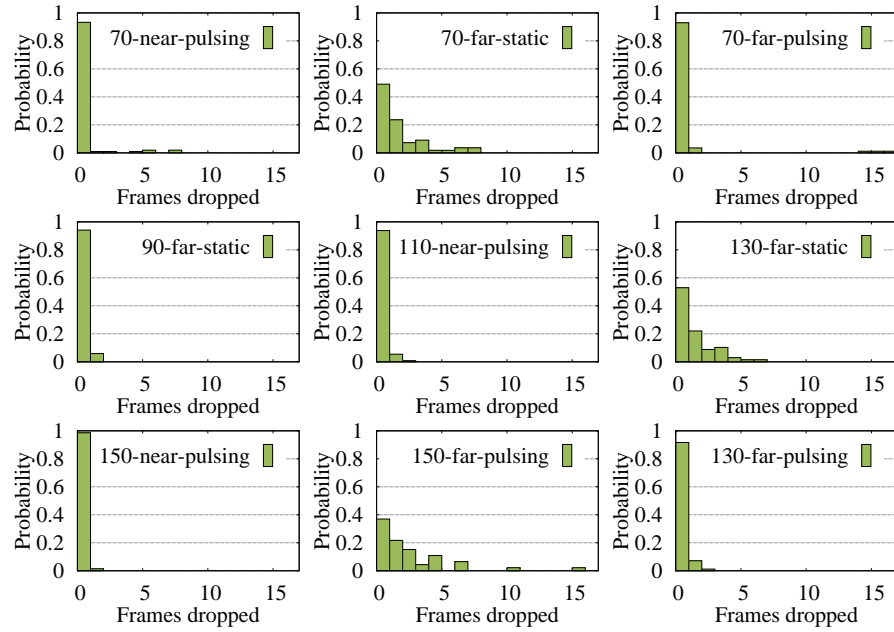 Probability
1
0.8
0.6
0.4
0.2
0
70-near-pulsing
0 5 10 15
Frames dropped
Probability
1
0.8
0.6
0.4
0.2
0
70-far-static
0 5 10 15
Frames dropped
Probability
1
0.8
0.6
0.4
0.2
0
70-far-pulsing
0 5 10 15
Frames dropped
Probability
1
0.8
0.6
0.4
0.2
0
90-far-static
0 5 10 15
Frames dropped
Probability
1
0.8
0.6
0.4
0.2
0
110-near-pulsing
0 5 10 15
Frames dropped
Probability
1
0.8
0.6
0.4
0.2
0
130-far-static
0 5 10 15
Frames dropped
Probability
1
0.8
0.6
0.4
0.2
0
150-near-pulsing
0 5 10 15
Frames dropped
Probability
1
0.8
0.6
0.4
0.2
0
150-far-pulsing
0 5 10 15
Frames dropped
Probability
1
0.8
0.6
0.4
0.2
0
130-far-pulsing
0 5 10 15
Frames dropped